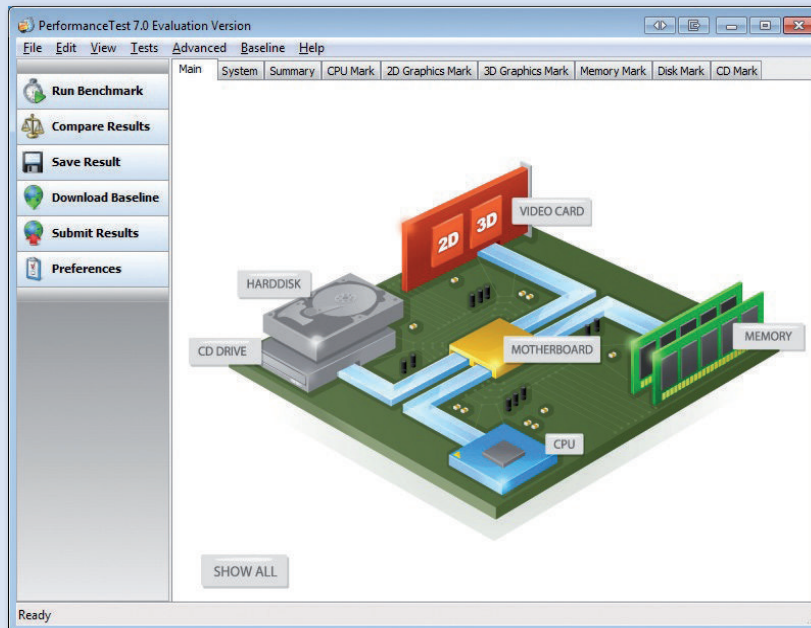 PerformanceTest 7.0 Evaluation Version
File Edit View Tests Advanced Baseline Help
Main System Summary CPU Mark 2D Graphics Mark 3D Graphics Mark Memory Mark Disk Mark CD Mark
Run Benchmark
Compare Results
Save Result
Download Baseline
Submit Results
Preferences
VIDEO CARD
2D 3D
HARDDISK
CD DRIVE
MOTHERBOARD
MEMORY
CPU
SHOW ALL
Ready